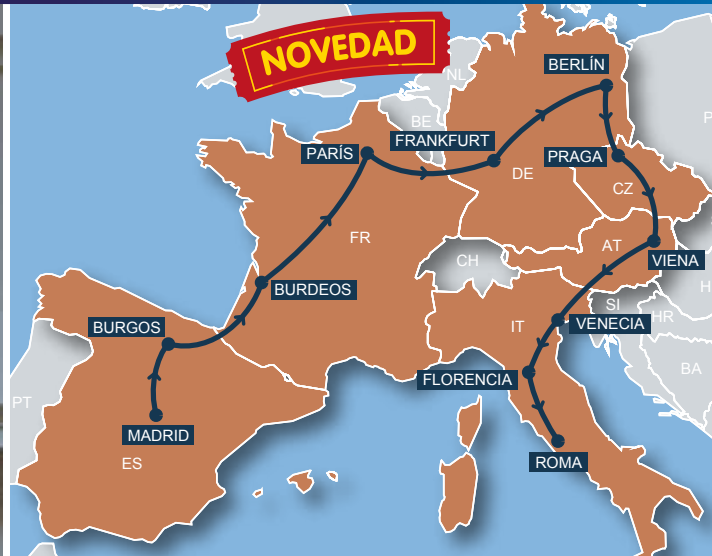 NOVEDAD
BERLÍN
NL
BE
FRANKFURT
PARÍS
PRAGA
DE
CZ
FR
AT
VIENA
CH
BURDEOS
SI
H
HR
VENECIA
IT
BURGOS
BA
FLORENCIA
PT
MADRID
ES
ROMA
P